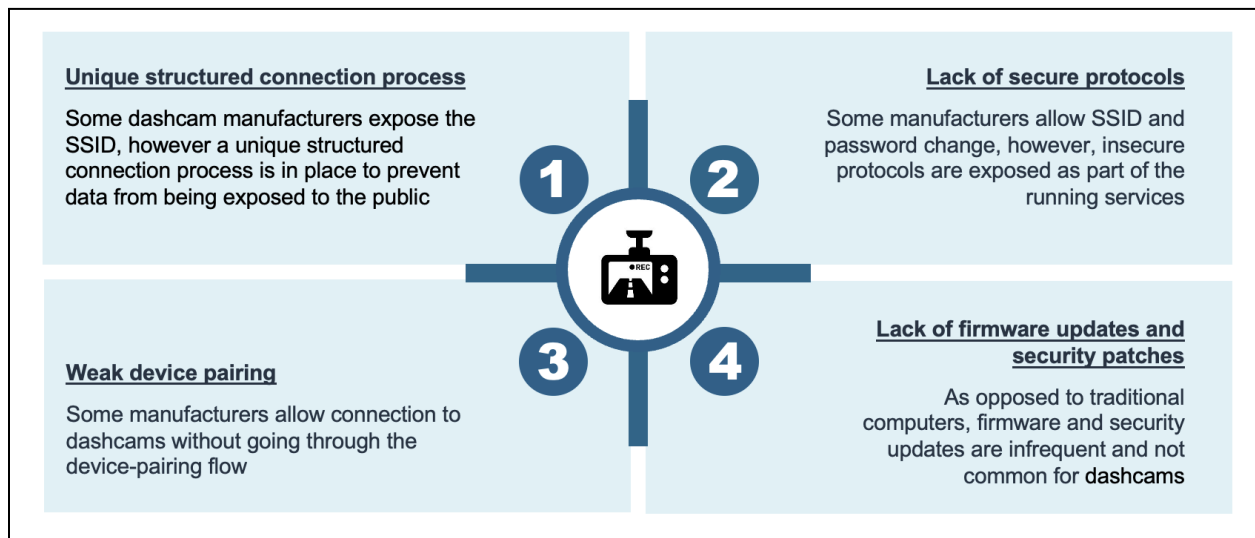 Unique structured connection process
Some dashcam manufacturers expose the
SSID, however a unique structured
connection process is in place to prevent
data from being exposed to the public
1
Lack of secure protocols
Some manufacturers allow SSID and
password change, however, insecure
protocols are exposed as part of the
running services
2
REC
Weak device pairing
Some manufacturers allow connection to
dashcams without going through the
device-pairing flow
3
Lack of firmware updates and
security patches
As opposed to traditional
computers, firmware and security
updates are infrequent and not
common for dashcams
4